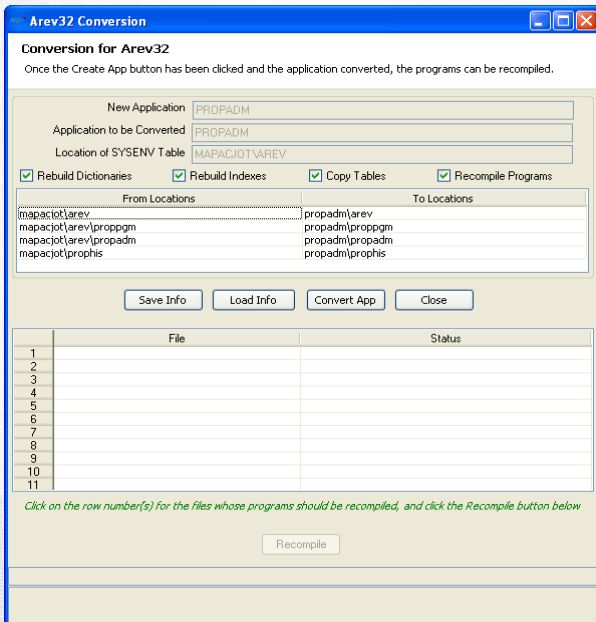 Arev32 Conversion
Conversion for Arev32
Once the Create App button has been clicked and the application converted, the programs can be recompiled.
New Application PROPADM
Application to be Converted PROPADM
Location of SYSENV Table MAPACJOT\AREV
Rebuild Dictionaries Rebuild Indexes Copy Tables Recompile Programs
From Locations To Locations
mapacjot\arev propadm\arev
mapacjot\arev\proppgm propadm\proppgm
mapacjot\arev\propadm propadm\propadm
mapacjot\prophis propadm\prophis
Save Info Load Info Convert App Close
File Status
1
2
3
4
5
6
7
8
9
10
11
Click on the row number(s) for the files whose programs should be recompiled, and click the Recompile button below
Recompile